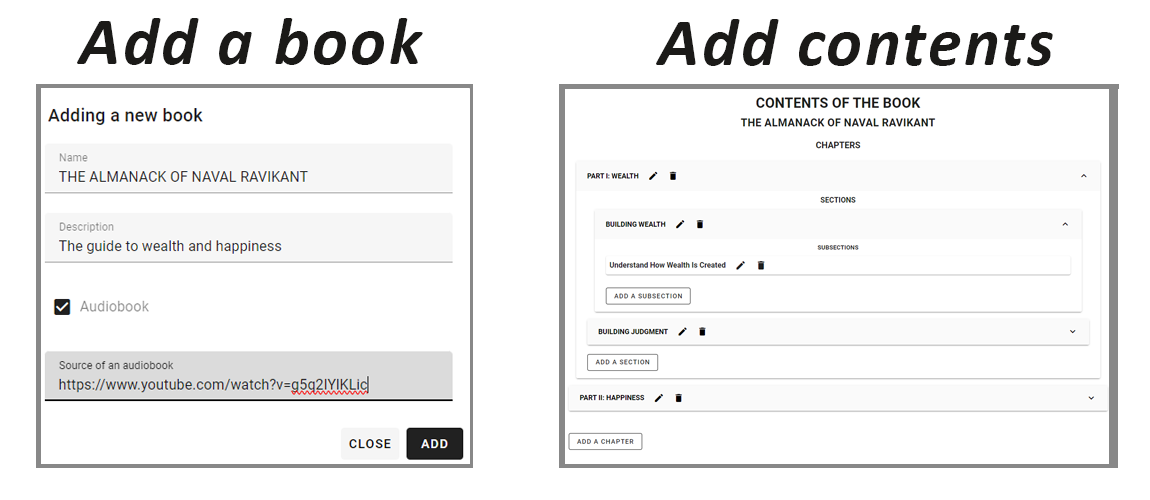 Add a book
Adding a new book
Name
THE ALMANACK OF NAVAL RAVIKANT
Description
The guide to wealth and happiness
Audiobook
Source of an audiobook
https://www.youtube.com/watch?v=g5q2IYIKLic
CLOSE
ADD
Add contents
CONTENTS OF THE BOOK
THE ALMANACK OF NAVAL RAVIKANT
CHAPTERS
PART I: WEALTH
SECTIONS
BUILDING WEALTH
SUBSECTIONS
Understand How Wealth Is Created
ADD A SUBSECTION
BUILDING JUDGMENT
ADD A SECTION
PART II: HAPPINESS
ADD A CHAPTER